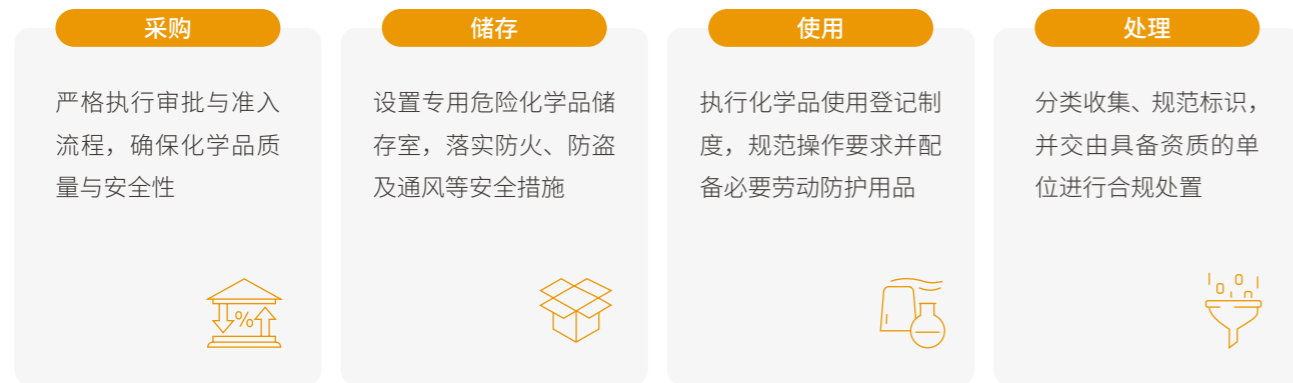 采购
严格执行审批与准入
流程，确保化学品质
量与安全性
%
储存
设置专用危险化学品储
存室，落实防火、防盗
及通风等安全措施
使用
执行化学品使用登记制
度，规范操作要求并配
备必要劳动防护用品
处理
分类收集、规范标识，
并交由具备资质的单
位进行合规处置